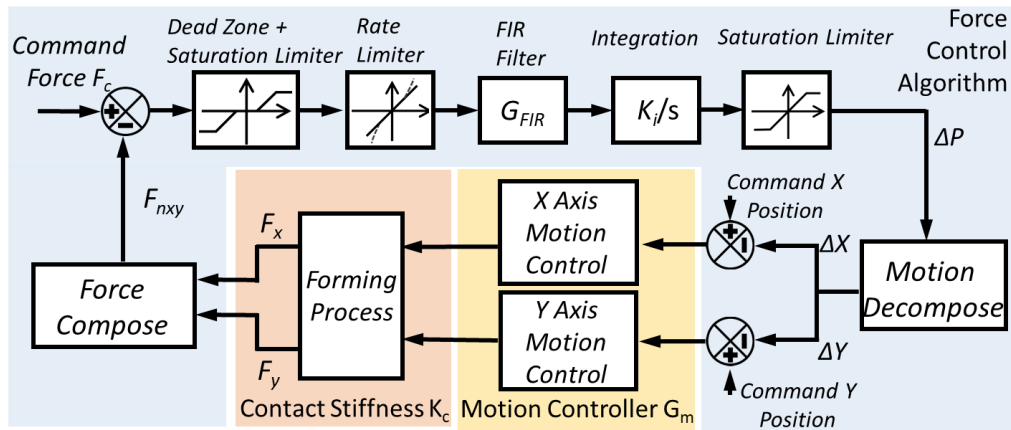 Command
Force Fc
Dead Zone +
Saturation Limiter
Rate
Limiter
FIR
Filter
Integration
Saturation Limiter
Force
Control
Algorithm
GFIR
Ki/s
ΔP
Fnxy
Fx
X Axis
Motion
Control
Command X
Position
ΔX
Force
Compose
Forming
Process
Motion
Decompose
Y Axis
Motion
Control
ΔY
Fy
Command Y
Position
Contact Stiffness Kc
Motion Controller Gm